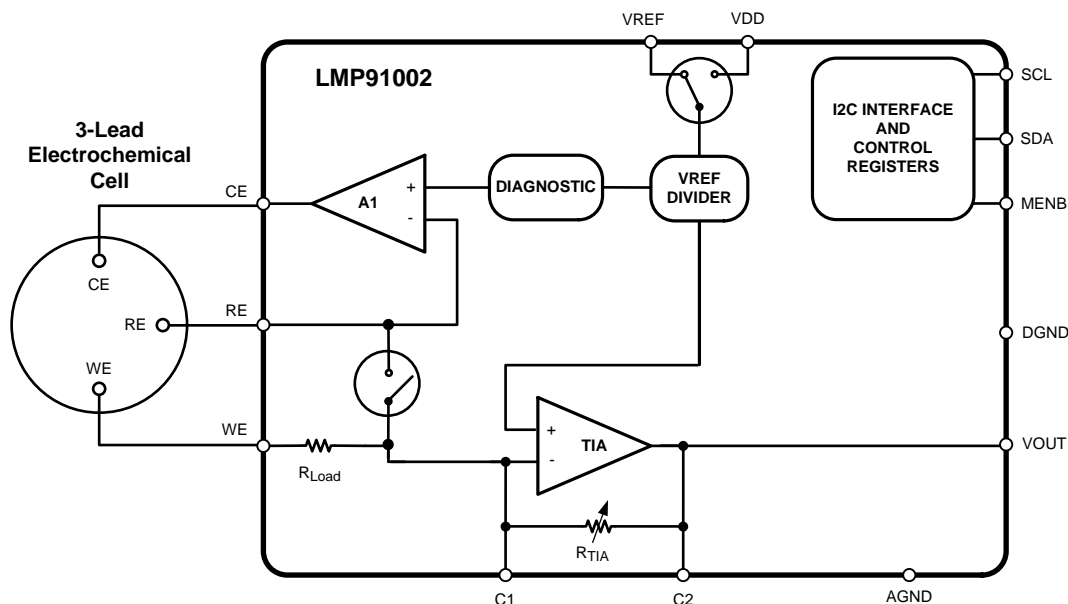 VREF
VDD
LMP91002
SCL
I2C INTERFACE
AND
CONTROL
REGISTERS
SDA
MENB
3-Lead
Electrochemical
Cell
CE
+
A1
-
DIAGNOSTIC
VREF
DIVIDER
CE
RE
RE
WE
WE
DGND
+
TIA
-
VOUT
RLoad
RTIA
C1
C2
AGND